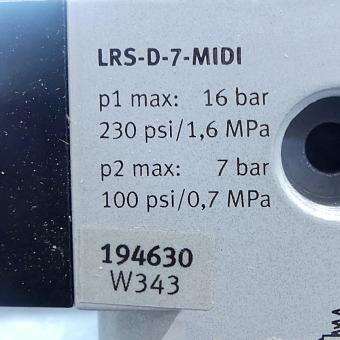 LRS-D-7-MIDI
p1 max: 16 bar
230 psi/1,6 MPa
p2 max: 7 bar
100 psi/0,7 MPa
194630
W343